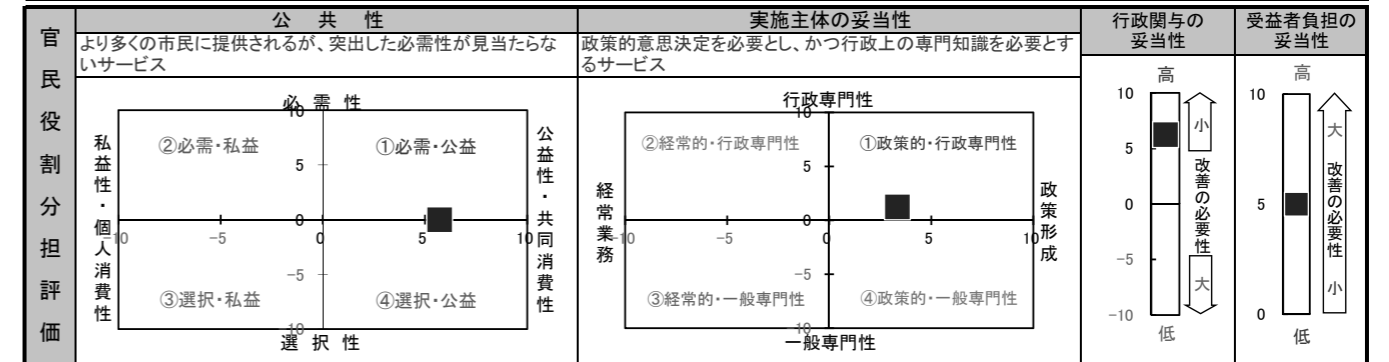 官民役割分担評価
公共性
より多くの市民に提供されるが、突出した必需性が見当たらな
いサービス
必需性
私益性・個人消費性
公益性・共同消費性
②必需・私益
①必需・公益
③選択・私益
④選択・公益
10
5
0
-5
-10
-10
-5
0
5
10
選択性
実施主体の妥当性
政策的意思決定を必要とし、かつ行政上の専門知識を必要とす
るサービス
行政専門性
経常業務
政策形成
②経常的・行政専門性
①政策的・行政専門性
③経常的・一般専門性
④政策的・一般専門性
10
5
0
-5
-10
-10
-5
0
5
10
一般専門性
行政関与の
妥当性
高
10
5
0
-5
-10
低
小
改善の必要性
大
受益者負担の
妥当性
高
10
5
0
低
大
改善の必要性
小